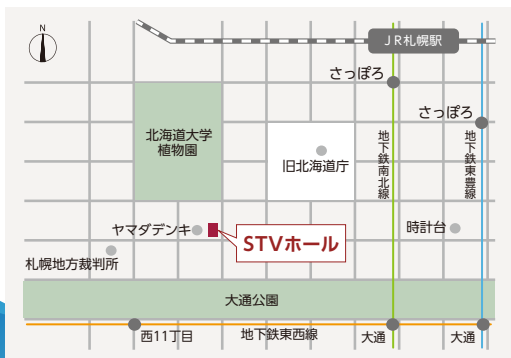 N
JR札幌駅
さっぽろ
さっぽろ
北海道大学
植物園
旧北海道庁
地下鉄南北線
地下鉄東豊線
ヤマダデンキ
STVホール
時計台
札幌地方裁判所
大通公園
西11丁目
地下鉄東西線
大通
大通